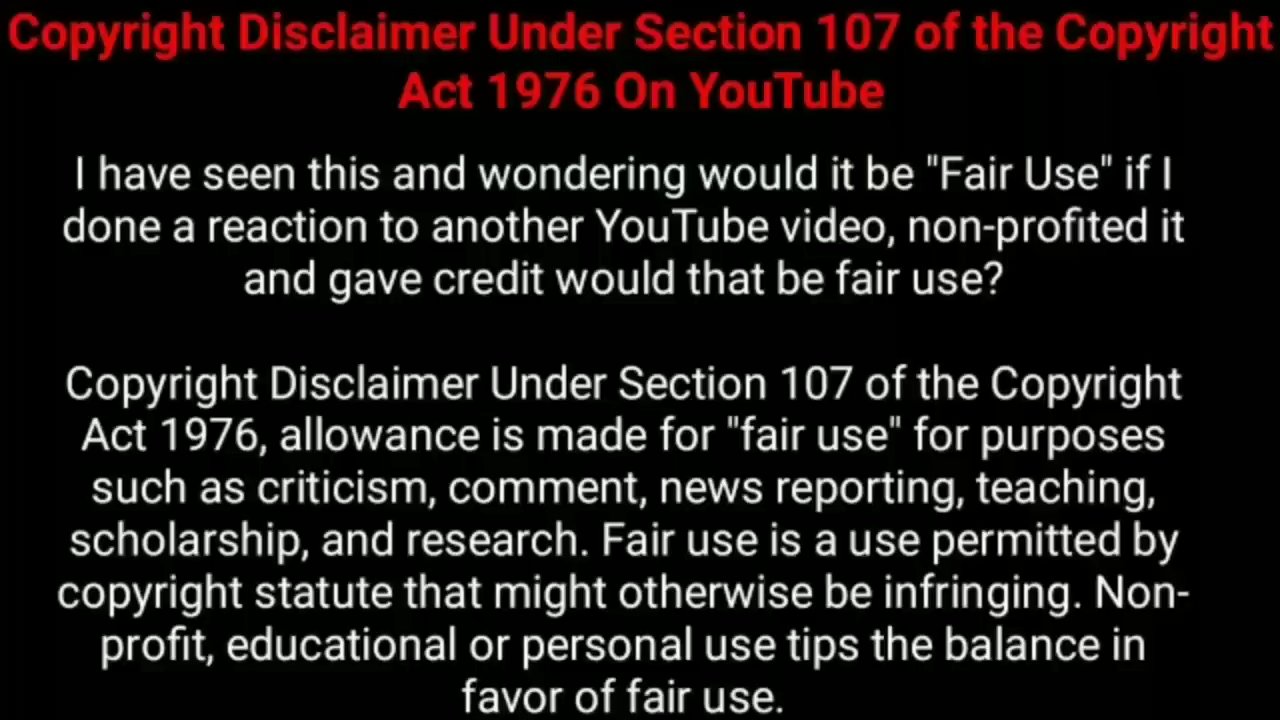 Copyright Disclaimer Under Section 107 of the Copyright
Act 1976 On YouTube
I have seen this and wondering would it be "Fair Use" if I
done a reaction to another YouTube video, non-profited it
and gave credit would that be fair use?
Copyright Disclaimer Under Section 107 of the Copyright
Act 1976, allowance is made for "fair use" for purposes
such as criticism, comment, news reporting, teaching,
scholarship, and research. Fair use is a use permitted by
copyright statute that might otherwise be infringing. Non-
profit, educational or personal use tips the balance in
favor of fair use.